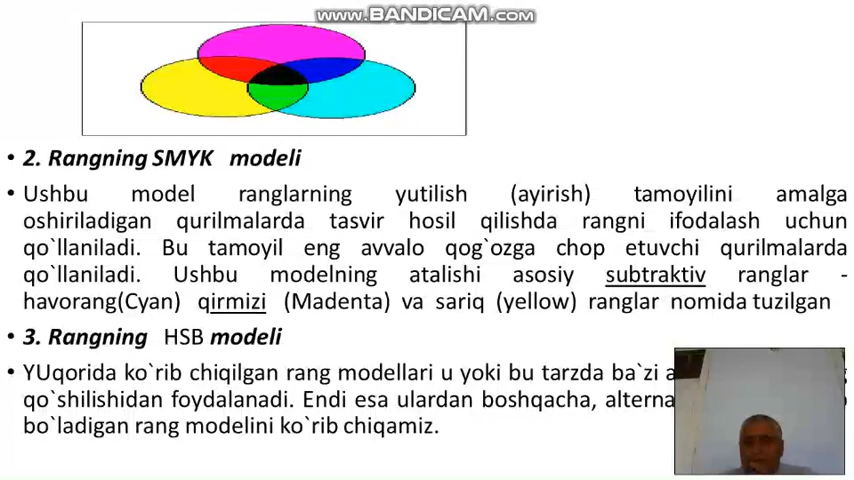 www.BANDICAM.com
• 2. Rangning SMYK modeli
• Ushbu model ranglarning yutilish (ayirish) tamoyilini amalga
oshiriladigan qurilmalarda tasvir hosil qilishda rangni ifodalash uchun
qo`llaniladi. Bu tamoyil eng avvalo qog`ozga chop etuvchi qurilmalarda
qo`llaniladi. Ushbu modelning atalishi asosiy subtraktiv ranglar -
havorang(Cyan) qirmizi (Madenta) va sariq (yellow) ranglar nomida tuzilgan
• 3. Rangning HSB modeli
• YUqorida ko`rib chiqilgan rang modellari u yoki bu tarzda ba`zi
qo`shilishidan foydalanadi. Endi esa ulardan boshqacha,
bo`ladigan rang modelini ko`rib chiqamiz.